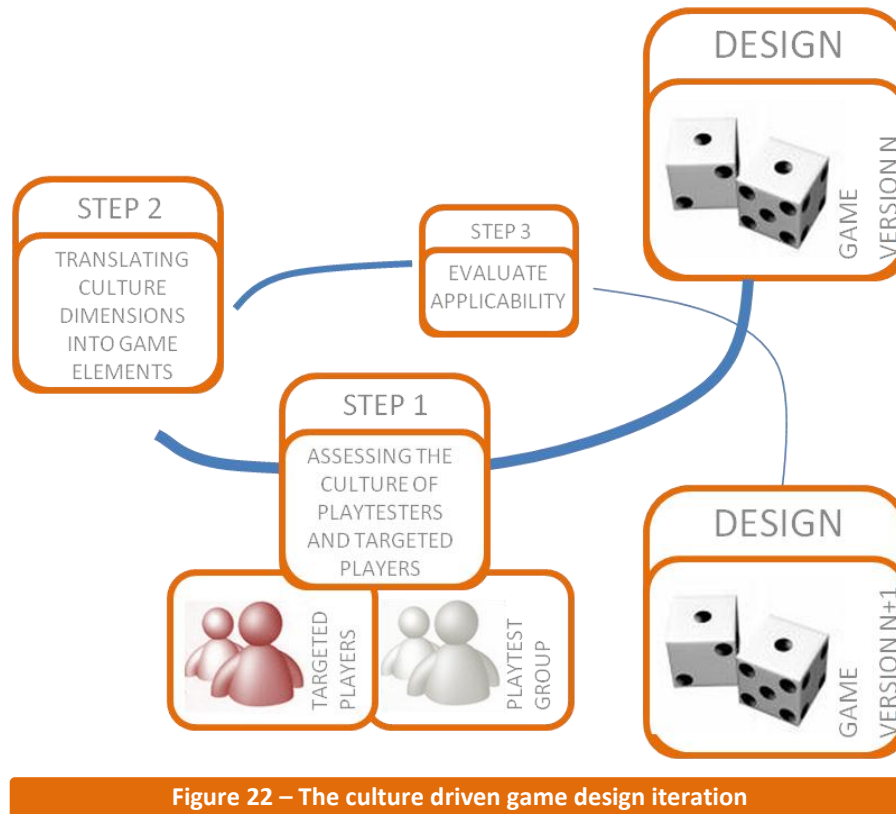 DESIGN
GAME
VERSION N
STEP 2
TRANSLATING
CULTURE
DIMENSIONS
INTO GAME
ELEMENTS
STEP 3
EVALUATE
APPLICABILITY
STEP 1
ASSESSING THE
CULTURE OF
PLAYTESTERS
AND TARGETED
PLAYERS
TARGETED
PLAYERS
PLAYTEST
GROUP
DESIGN
GAME
VERSION N+1
Figure 22 – The culture driven game design iteration